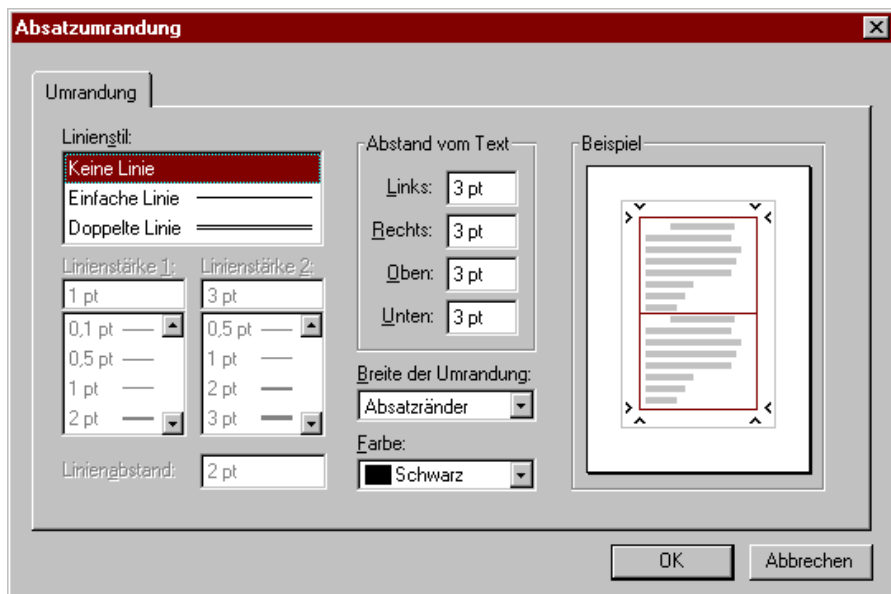 Absatzumrandung
Umrandung
Linienstil:
Keine Linie
Einfache Linie
Doppelte Linie
Linienstärke 1:
1 pt
0,1 pt
0,5 pt
1 pt
2 pt
Linienstärke 2:
3 pt
0,5 pt
1 pt
2 pt
3 pt
Linienabstand:
2 pt
Abstand vom Text
Links: 3 pt
Rechts: 3 pt
Oben: 3 pt
Unten: 3 pt
Breite der Umrandung:
Absatzränder
Farbe:
Schwarz
Beispiel
OK
Abbrechen